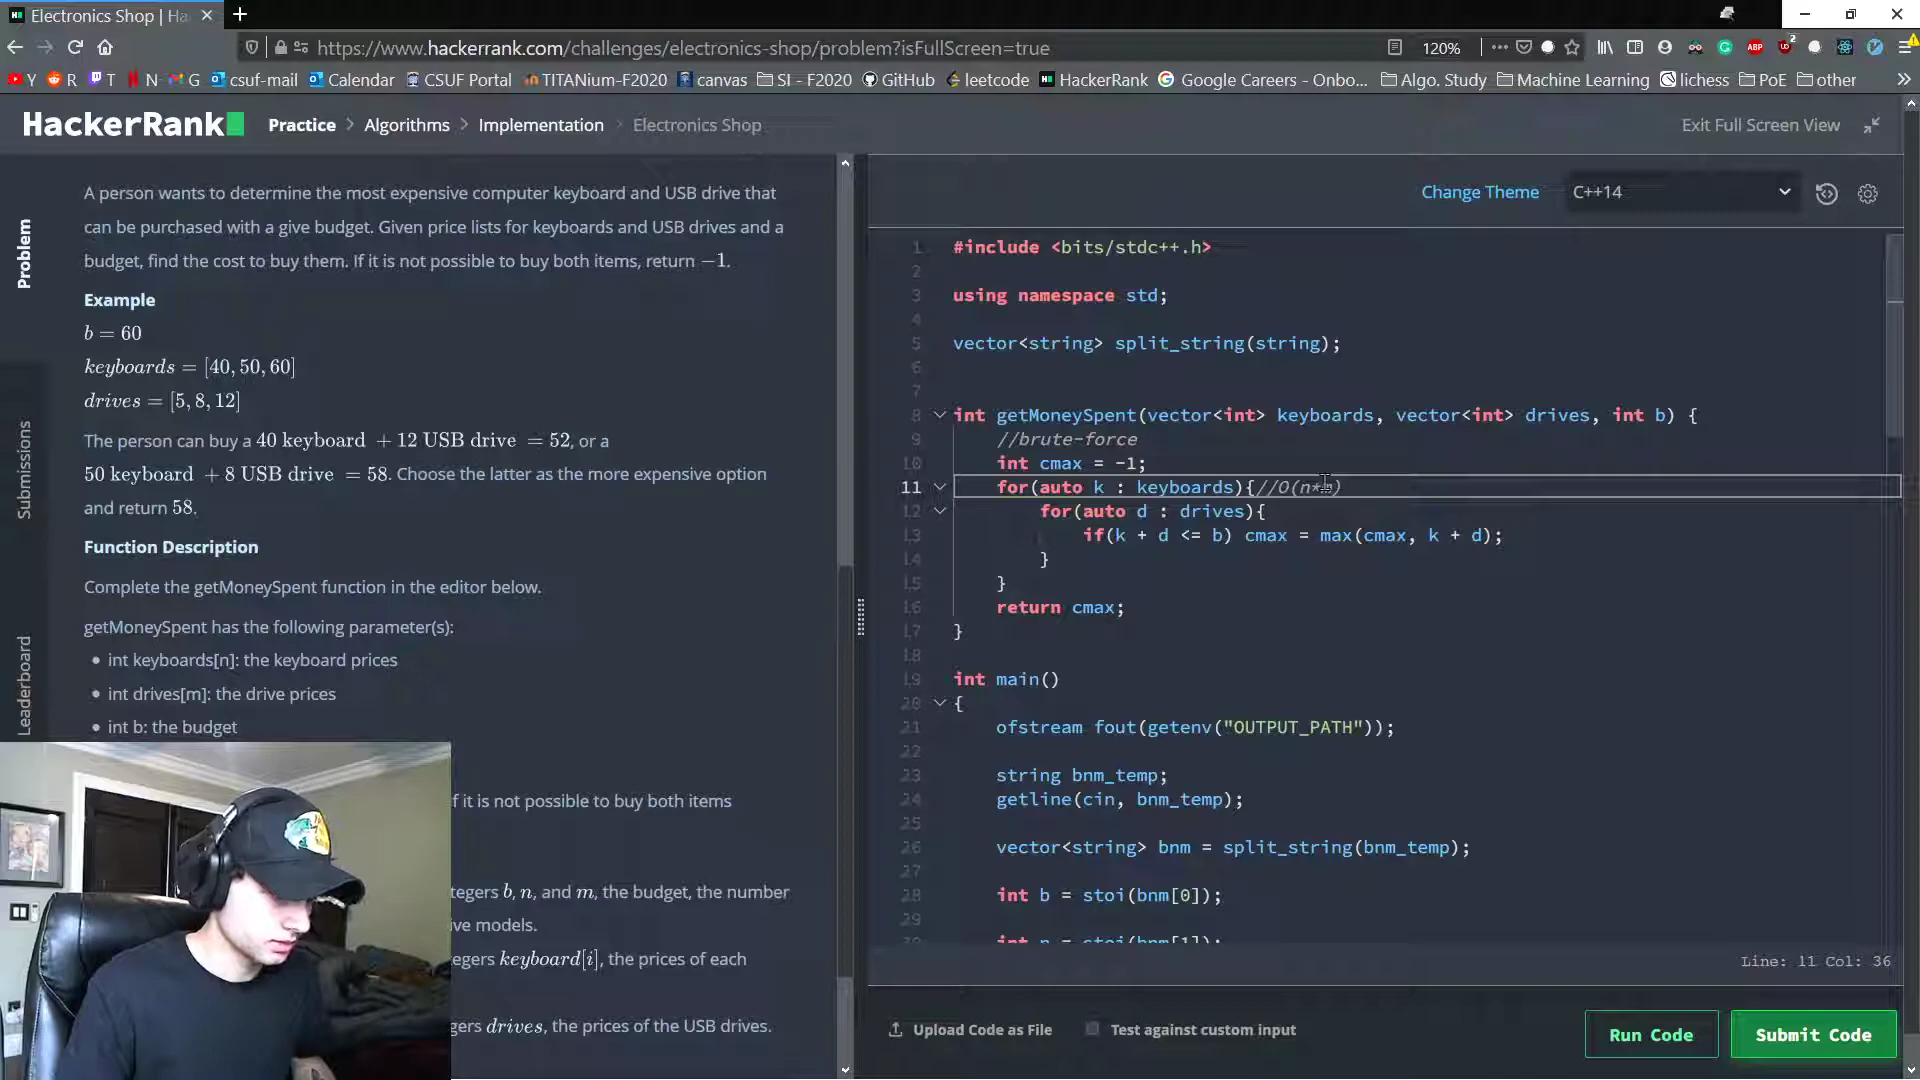 Electronics Shop | Ha
https://www.hackerrank.com/challenges/electronics-shop/problem?isFullScreen=true
120%
Y R T N G csuf-mail Calendar CSUF Portal TITANium-F2020 canvas SI - F2020 GitHub leetcode HackerRank Google Careers - Onbo... Algo. Study Machine Learning lichess PoE other
HackerRank
Practice > Algorithms > Implementation > Electronics Shop
Exit Full Screen View
Problem
Submissions
Leaderboard
A person wants to determine the most expensive computer keyboard and USB drive that
can be purchased with a give budget. Given price lists for keyboards and USB drives and a
budget, find the cost to buy them. If it is not possible to buy both items, return −1.
Example
b = 60
keyboards = [40, 50, 60]
drives = [5, 8, 12]
The person can buy a 40 keyboard + 12 USB drive = 52, or a
50 keyboard + 8 USB drive = 58. Choose the latter as the more expensive option
and return 58.
Function Description
Complete the getMoneySpent function in the editor below.
getMoneySpent has the following parameter(s):
• int keyboards[n]: the keyboard prices
• int drives[m]: the drive prices
• int b: the budget
if it is not possible to buy both items
tegers b, n, and m, the budget, the number
ive models.
tegers keyboard[i], the prices of each
gers drives, the prices of the USB drives.
Change Theme
C++14
1 #include <bits/stdc++.h>
2
3 using namespace std;
4
5 vector<string> split_string(string);
6
7
8 int getMoneySpent(vector<int> keyboards, vector<int> drives, int b) {
9 //brute-force
10 int cmax = -1;
11 for(auto k : keyboards){//O(n*)
12 for(auto d : drives){
13 if(k + d <= b) cmax = max(cmax, k + d);
14 }
15 }
16 return cmax;
17 }
18
19 int main()
20 {
21 ofstream fout(getenv("OUTPUT_PATH"));
22
23 string bnm_temp;
24 getline(cin, bnm_temp);
25
26 vector<string> bnm = split_string(bnm_temp);
27
28 int b = stoi(bnm[0]);
29
30 int n = stoi(bnm[1]);
Line: 11 Col: 36
Upload Code as File
Test against custom input
Run Code
Submit Code